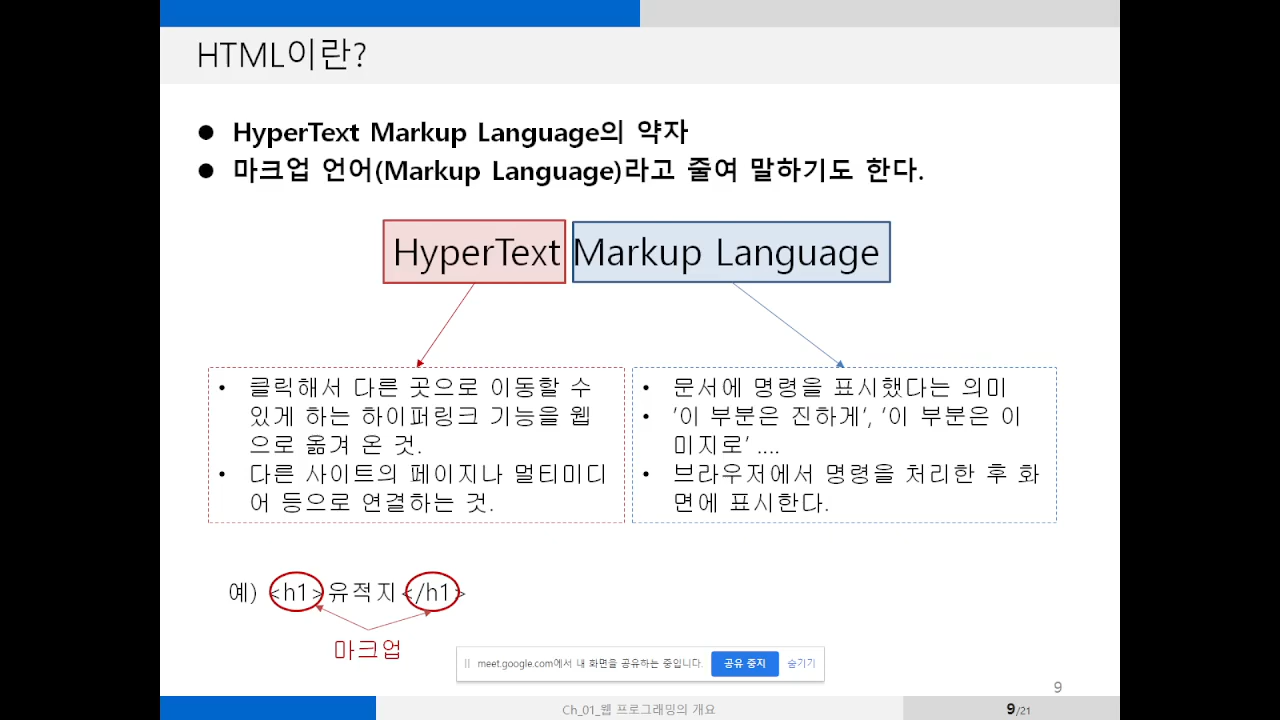 HTML이란?
● HyperText Markup Language의 약자
● 마크업 언어(Markup Language)라고 줄여 말하기도 한다.
HyperText Markup Language
• 클릭해서 다른 곳으로 이동할 수
있게 하는 하이퍼링크 기능을 웹
으로 옮겨 온 것.
• 다른 사이트의 페이지나 멀티미디
어 등으로 연결하는 것.
• 문서에 명령을 표시했다는 의미
• '이 부분은 진하게', '이 부분은 이
미지로' ....
• 브라우저에서 명령을 처리한 후 화
면에 표시한다.
예) <h1>유적지</h1>
마크업
meet.google.com에서 내 화면을 공유하는 중입니다. 공유 중지 숨기기
9
Ch_01_웹 프로그래밍의 개요
9/21